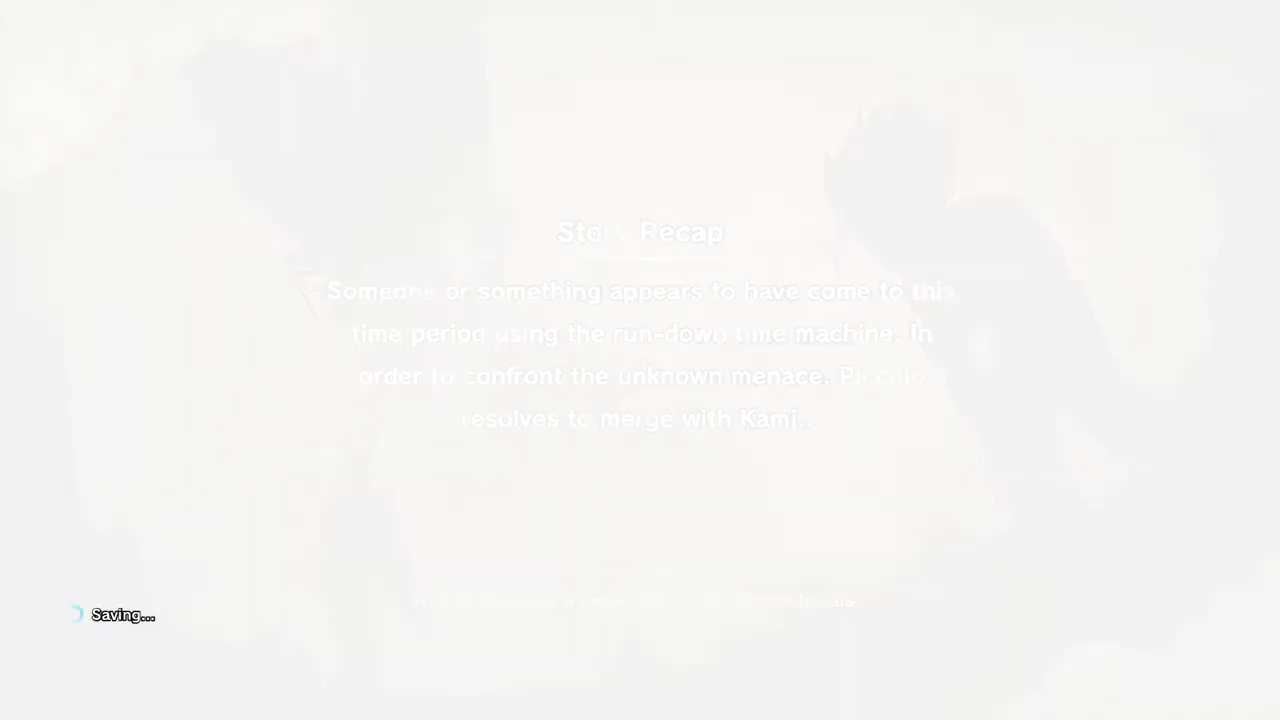 Story Recap
Someone or something appears to have come to this
time period using the run-down time machine. In
order to confront the unknown menace, Piccolo
resolves to merge with Kami.
Saving...